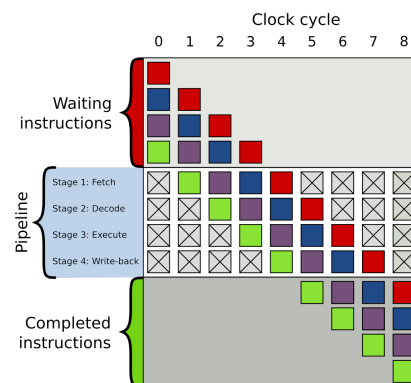 Clock cycle
0 1 2 3 4 5 6 7 8
Waiting
instructions
Pipeline
Stage 1: Fetch
Stage 2: Decode
Stage 3: Execute
Stage 4: Write-back
Completed
instructions